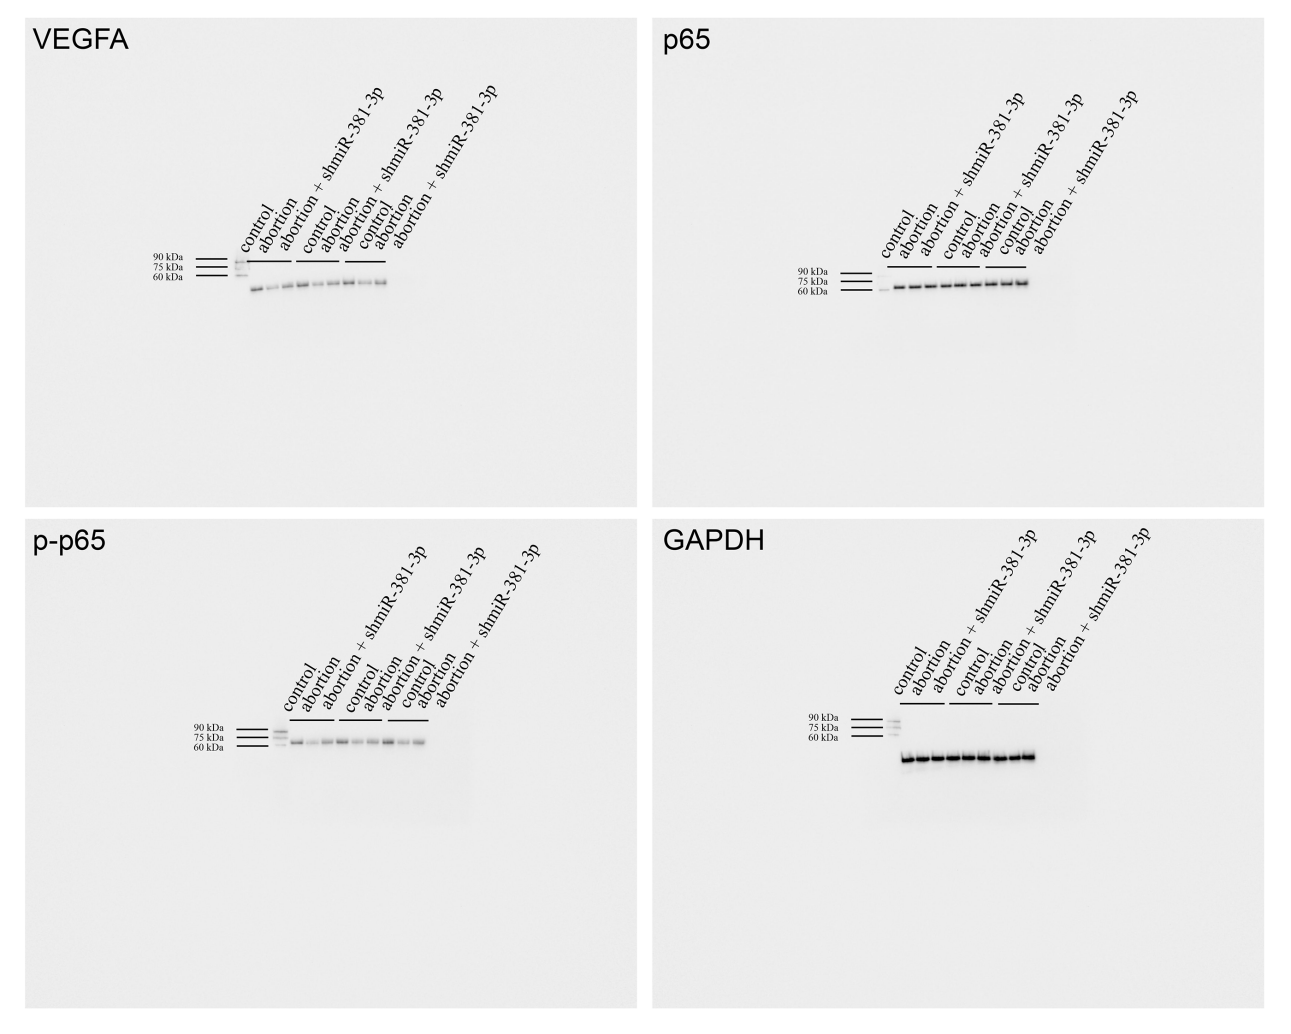 VEGFA
control
abortion
abortion + shmiR-381-3p
control
abortion
abortion + shmiR-381-3p
control
abortion
abortion + shmiR-381-3p
90 kDa
75 kDa
60 kDa
p65
control
abortion
abortion + shmiR-381-3p
control
abortion
abortion + shmiR-381-3p
control
abortion
abortion + shmiR-381-3p
90 kDa
75 kDa
60 kDa
p-p65
control
abortion
abortion + shmiR-381-3p
control
abortion
abortion + shmiR-381-3p
control
abortion
abortion + shmiR-381-3p
90 kDa
75 kDa
60 kDa
GAPDH
control
abortion
abortion + shmiR-381-3p
control
abortion
abortion + shmiR-381-3p
control
abortion
abortion + shmiR-381-3p
90 kDa
75 kDa
60 kDa